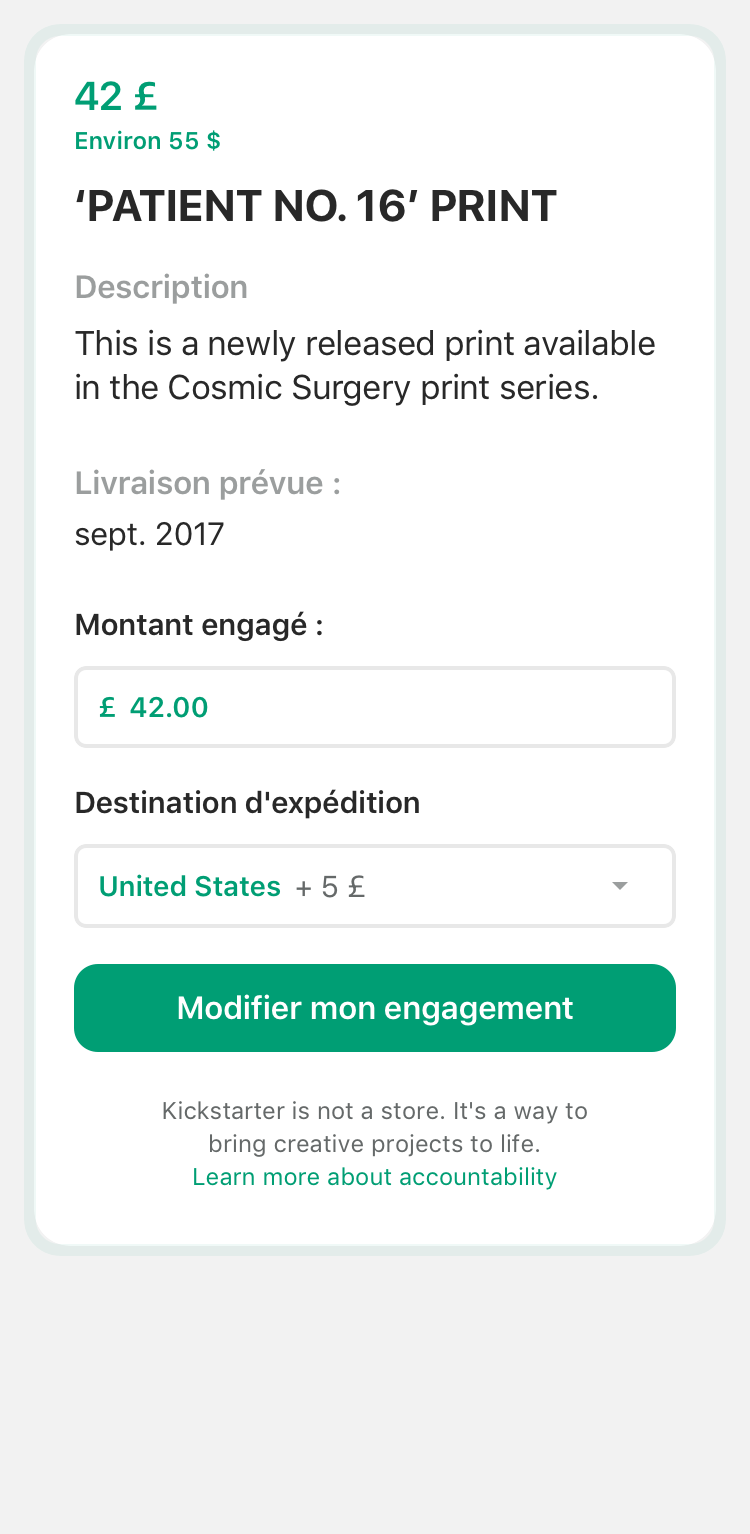 42 £
Environ 55 $
‘PATIENT NO. 16’ PRINT
Description
This is a newly released print available
in the Cosmic Surgery print series.
Livraison prévue :
sept. 2017
Montant engagé :
£ 42.00
Destination d'expédition
United States + 5 £
Modifier mon engagement
Kickstarter is not a store. It's a way to
bring creative projects to life.
Learn more about accountability